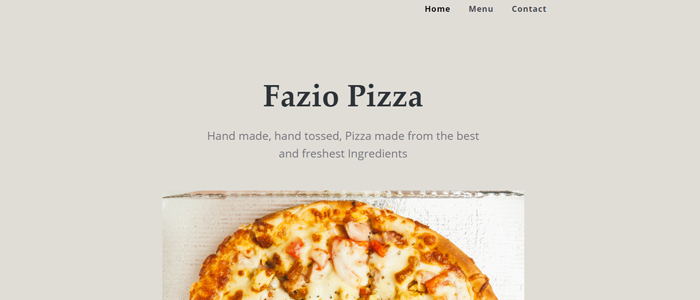 Home Menu Contact
Fazio Pizza
Hand made, hand tossed, Pizza made from the best
and freshest Ingredients